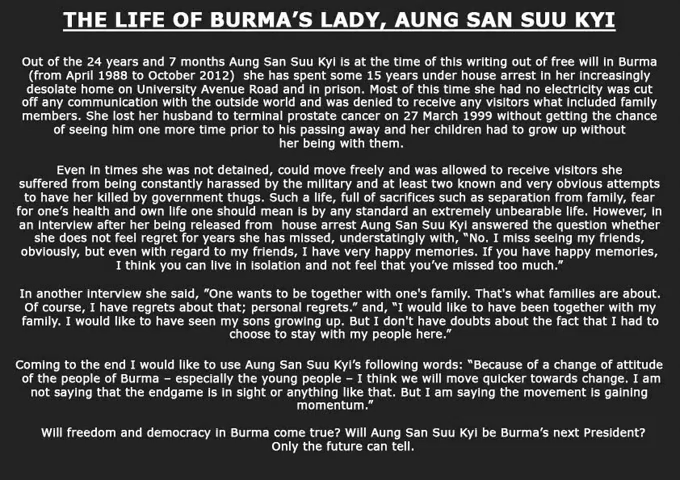 THE LIFE OF BURMA'S LADY, AUNG SAN SUU KYI
Out of the 24 years and 7 months Aung San Suu Kyi is at the time of this writing out of free will in Burma
(from April 1988 to October 2012) she has spent some 15 years under house arrest in her increasingly
desolate home on University Avenue Road and in prison. Most of this time she had no electricity was cut
off any communication with the outside world and was denied to receive any visitors what included family
members. She lost her husband to terminal prostate cancer on 27 March 1999 without getting the chance
of seeing him one more time prior to his passing away and her children had to grow up without
her being with them.
Even in times she was not detained, could move freely and was allowed to receive visitors she
suffered from being constantly harassed by the military and at least two known and very obvious attempts
to have her killed by government thugs. Such a life, full of sacrifices such as separation from family, fear
for one's health and own life one should mean is by any standard an extremely unbearable life. However, in
an interview after her being released from house arrest Aung San Suu Kyi answered the question whether
she does not feel regret for years she has missed, understatingly with, "No. I miss seeing my friends,
obviously, but even with regard to my friends, I have very happy memories. If you have happy memories,
I think you can live in isolation and not feel that you've missed too much."
In another interview she said, "One wants to be together with one's family. That's what families are about.
Of course, I have regrets about that; personal regrets." and, "I would like to have been together with my
family. I would like to have seen my sons growing up. But I don't have doubts about the fact that I had to
choose to stay with my people here."
Coming to the end I would like to use Aung San Suu Kyi's following words: "Because of a change of attitude
of the people of Burma – especially the young people – I think we will move quicker towards change. I am
not saying that the endgame is in sight or anything like that. But I am saying the movement is gaining
momentum."
Will freedom and democracy in Burma come true? Will Aung San Suu Kyi be Burma's next President?
Only the future can tell.